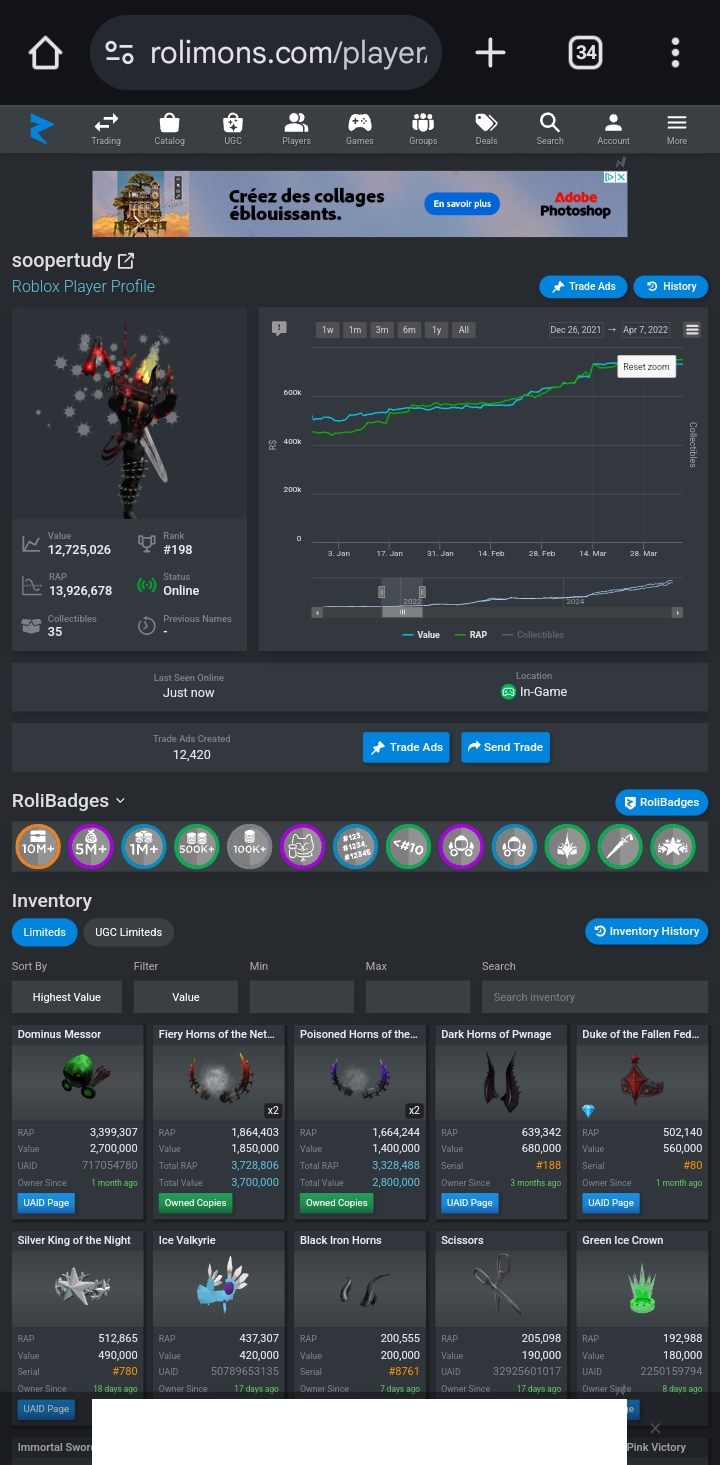 rolimons.com/player/
34
Trading Catalog UGC Players Games Groups Deals Search Account More
Créez des collages
éblouissants.
En savoir plus
Adobe
Photoshop
soopertudy
Roblox Player Profile
Trade Ads History
1w 1m 3m 6m 1y All Dec 26, 2021 → Apr 7, 2022
Reset zoom
600k
400k
200k
0
R$
Collectibles
3. Jan 17. Jan 31. Jan 14. Feb 28. Feb 14. Mar 28. Mar
2022 2024
Value RAP Collectibles
Value
12,725,026
Rank
#198
RAP
13,926,678
Status
Online
Collectibles
35
Previous Names
-
Last Seen Online
Just now
Location
In-Game
Trade Ads Created
12,420
Trade Ads Send Trade
RoliBadges
RoliBadges
10M+ 5M+ 1M+ 500K+ 100K+ #123, #1234, #12345 <#10
Inventory
Limiteds UGC Limiteds Inventory History
Sort By Filter Min Max Search
Highest Value Value Search inventory
Dominus Messor
RAP 3,399,307
Value 2,700,000
UAID 717054780
Owner Since 1 month ago
UAID Page
Fiery Horns of the Net...
x2
RAP 1,864,403
Value 1,850,000
Total RAP 3,728,806
Total Value 3,700,000
Owned Copies
Poisoned Horns of the...
x2
RAP 1,664,244
Value 1,400,000
Total RAP 3,328,488
Total Value 2,800,000
Owned Copies
Dark Horns of Pwnage
RAP 639,342
Value 680,000
Serial #188
Owner Since 3 months ago
UAID Page
Duke of the Fallen Fed...
RAP 502,140
Value 560,000
Serial #80
Owner Since 1 month ago
UAID Page
Silver King of the Night
RAP 512,865
Value 490,000
Serial #780
Owner Since 18 days ago
UAID Page
Ice Valkyrie
RAP 437,307
Value 420,000
UAID 50789653135
Owner Since 17 days ago
Black Iron Horns
RAP 200,555
Value 200,000
Serial #8761
Owner Since 7 days ago
Scissors
RAP 205,098
Value 190,000
UAID 32925601017
Owner Since 17 days ago
Green Ice Crown
RAP 192,988
Value 180,000
UAID 2250159794
Owner Since 8 days ago
Immortal Swor
Pink Victory